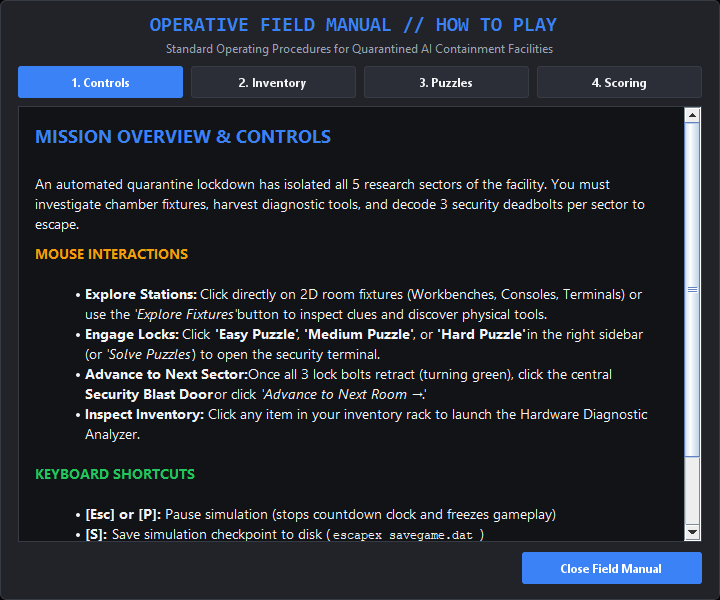 OPERATIVE FIELD MANUAL // HOW TO PLAY
Standard Operating Procedures for Quarantined AI Containment Facilities
1. Controls
2. Inventory
3. Puzzles
4. Scoring
MISSION OVERVIEW & CONTROLS
An automated quarantine lockdown has isolated all 5 research sectors of the facility. You must
investigate chamber fixtures, harvest diagnostic tools, and decode 3 security deadbolts per sector to
escape.
MOUSE INTERACTIONS
• Explore Stations: Click directly on 2D room fixtures (Workbenches, Consoles, Terminals) or
use the 'Explore Fixtures'button to inspect clues and discover physical tools.
• Engage Locks: Click 'Easy Puzzle', 'Medium Puzzle', or 'Hard Puzzle'in the right sidebar
(or 'Solve Puzzles') to open the security terminal.
• Advance to Next Sector:Once all 3 lock bolts retract (turning green), click the central
Security Blast Dooror click 'Advance to Next Room →.'
• Inspect Inventory: Click any item in your inventory rack to launch the Hardware Diagnostic
Analyzer.
KEYBOARD SHORTCUTS
• [Esc] or [P]: Pause simulation (stops countdown clock and freezes gameplay)
• [S]: Save simulation checkpoint to disk (escapex_savegame.dat )
Close Field Manual